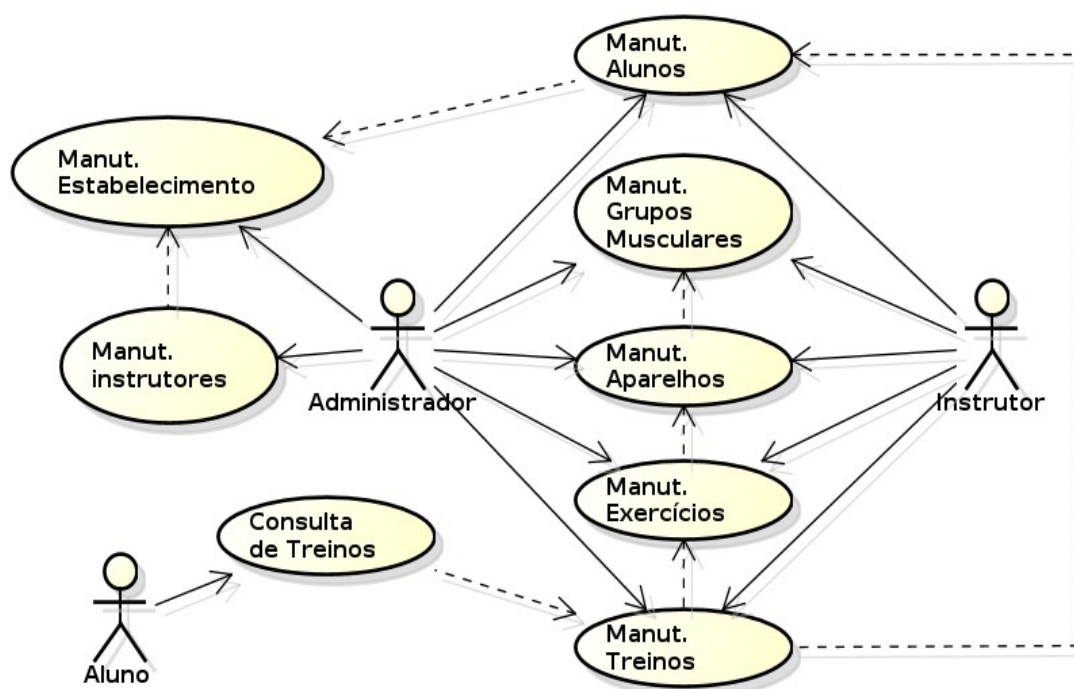 Manut.
Alunos
Manut.
Estabelecimento
Manut.
Grupos
Musculares
Manut.
instrutores
Manut.
Aparelhos
Administrador
Instrutor
Manut.
Exercícios
Consulta
de Treinos
Manut.
Treinos
Aluno